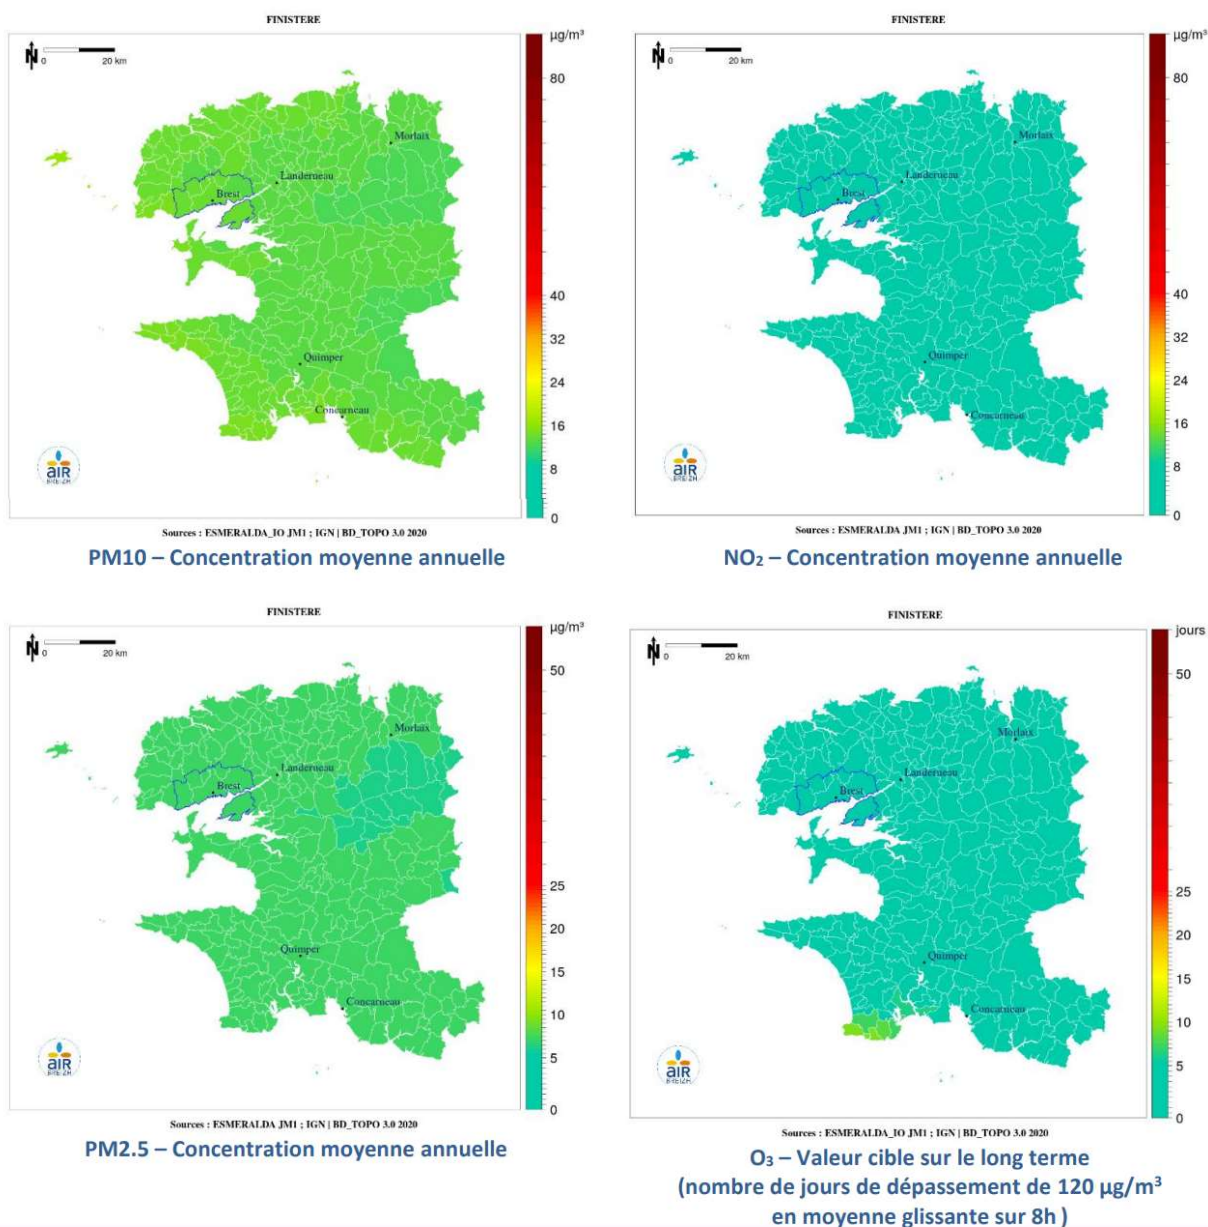 FINISTERE
µg/m³
N
0 20 km
80
40
32
24
16
8
0
Morlaix
Landerneau
Brest
Quimper
Concarneau
aiR
BREIZH
Sources : ESMERALDA_IO JM1 ; IGN | BD_TOPO 3.0 2020
PM10 – Concentration moyenne annuelle
FINISTERE
µg/m³
N
0 20 km
80
40
32
24
16
8
0
Morlaix
Landerneau
Brest
Quimper
Concarneau
aiR
BREIZH
Sources : ESMERALDA_IO JM1 ; IGN | BD_TOPO 3.0 2020
NO₂ – Concentration moyenne annuelle
FINISTERE
µg/m³
N
0 20 km
50
25
20
15
10
5
0
Morlaix
Landerneau
Brest
Quimper
Concarneau
aiR
BREIZH
Sources : ESMERALDA JM1 ; IGN | BD_TOPO 3.0 2020
PM2.5 – Concentration moyenne annuelle
FINISTERE
jours
N
0 20 km
50
25
20
15
10
5
0
Morlaix
Landerneau
Brest
Quimper
Concarneau
aiR
BREIZH
Sources : ESMERALDA_IO JM1 ; IGN | BD_TOPO 3.0 2020
O₃ – Valeur cible sur le long terme
(nombre de jours de dépassement de 120 µg/m³
en moyenne glissante sur 8h )